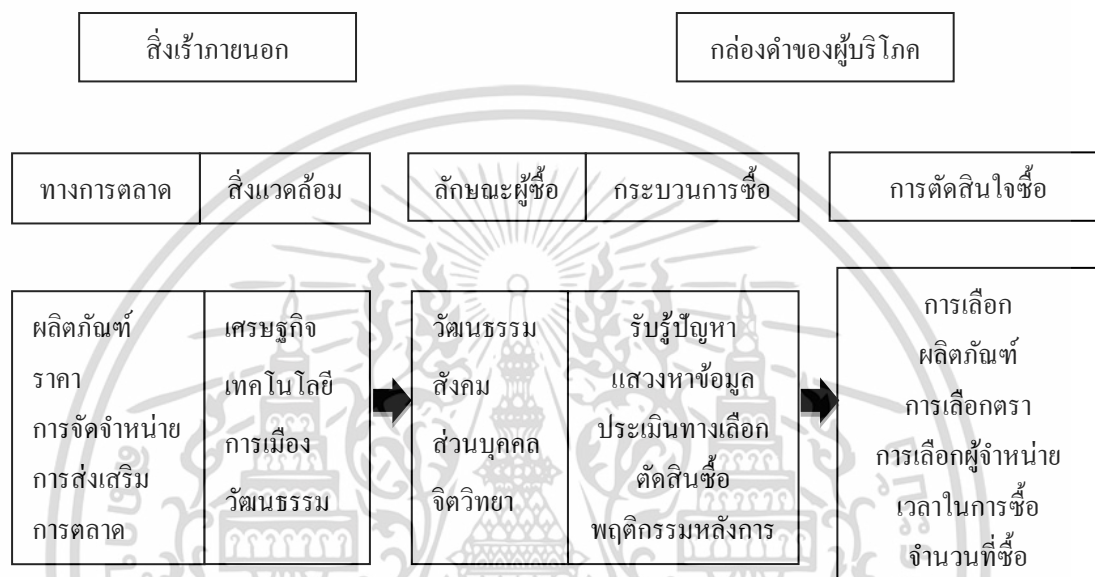 สิ่งเร้าภายนอก
กล่องดำของผู้บริโภค
ทางการตลาด
สิ่งแวดล้อม
ลักษณะผู้ซื้อ
กระบวนการซื้อ
การตัดสินใจซื้อ
ผลิตภัณฑ์
ราคา
การจัดจำหน่าย
การส่งเสริม
การตลาด
เศรษฐกิจ
เทคโนโลยี
การเมือง
วัฒนธรรม
วัฒนธรรม
สังคม
ส่วนบุคคล
จิตวิทยา
รับรู้ปัญหา
แสวงหาข้อมูล
ประเมินทางเลือก
ตัดสินซื้อ
พฤติกรรมหลังการ
การเลือก
ผลิตภัณฑ์
การเลือกตรา
การเลือกผู้จำหน่าย
เวลาในการซื้อ
จำนวนที่ซื้อ